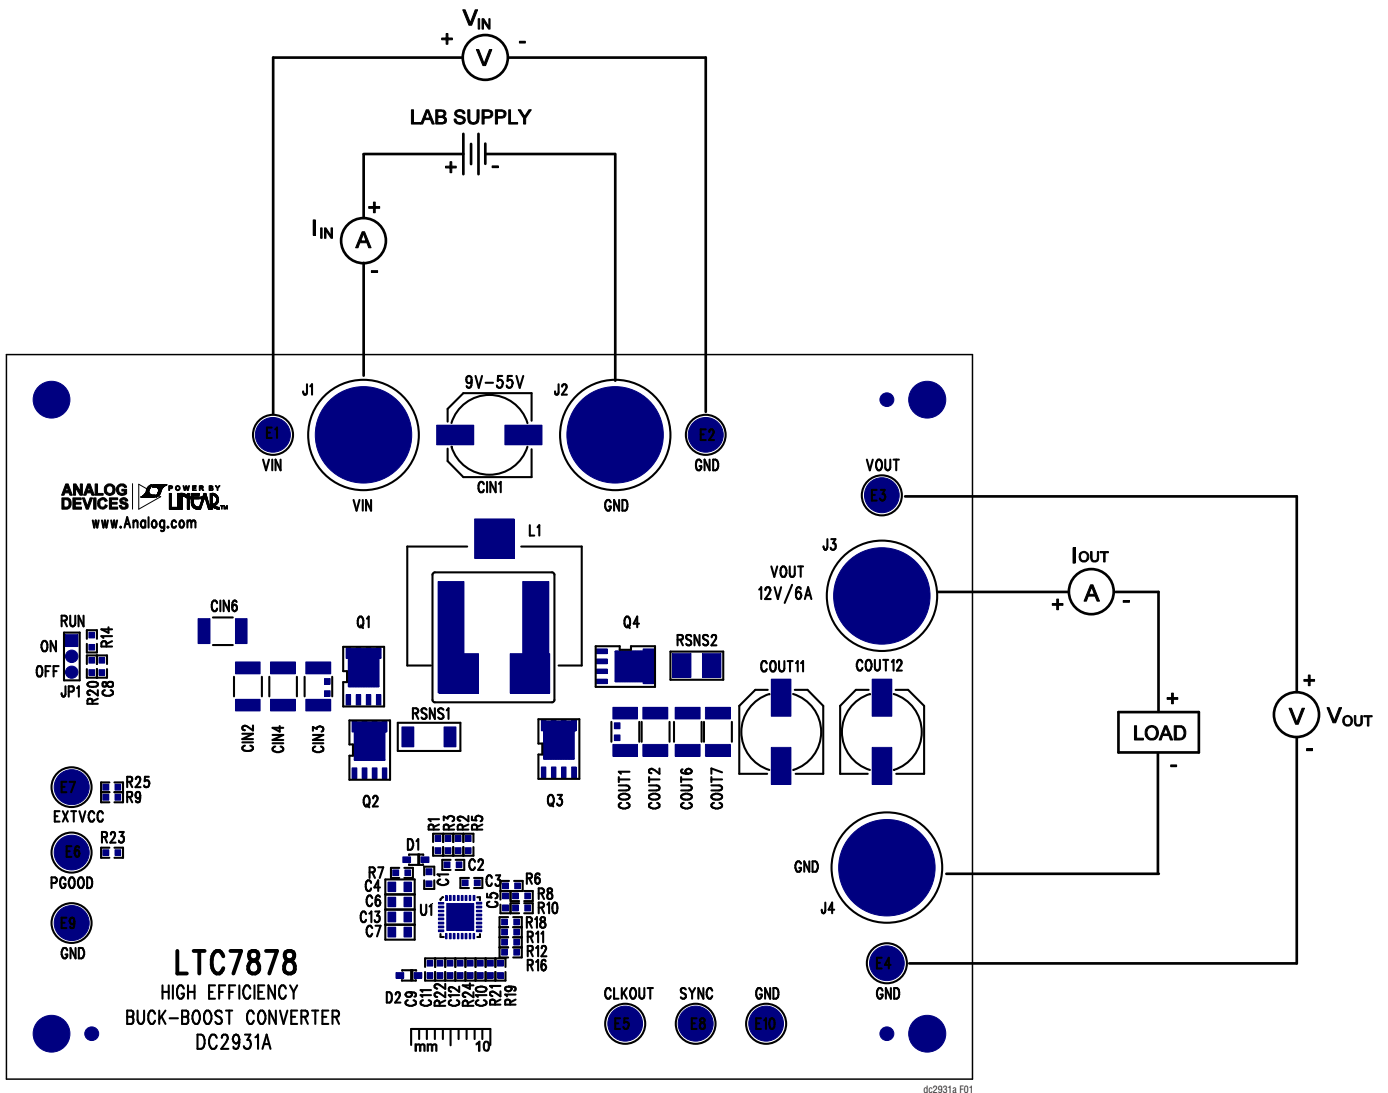 VIN
+ V -
LAB SUPPLY
+ -
+
IIN A
-
J1 9V-55V J2
E1 E2
VIN GND
VIN CIN1 GND
ANALOG DEVICES POWER BY LINEAR™
www.Analog.com
L1
VOUT
E3
J3
VOUT
12V/6A
IOUT
+ A -
+
LOAD
-
+
V VOUT
-
RUN
ON
OFF
JP1
R14
R20
C8
CIN6
CIN2
CIN4
CIN3
Q1
Q2
RSNS1
Q3
Q4
RSNS2
COUT1
COUT2
COUT6
COUT7
COUT11
COUT12
E7
EXTVCC
R25
R9
E6
PGOOD
R23
E9
GND
R1
R3
R2
R5
D1
R7
C4
C6
C13
C7
C1
C2
C3
C5
U1
R6
R8
R10
R18
R11
R12
R16
D2
C9
C11
R22
C12
R24
C10
R21
R19
mm 10
GND
J4
E4
GND
LTC7878
HIGH EFFICIENCY
BUCK-BOOST CONVERTER
DC2931A
CLKOUT SYNC GND
E5 E8 E10
dc2931a F01